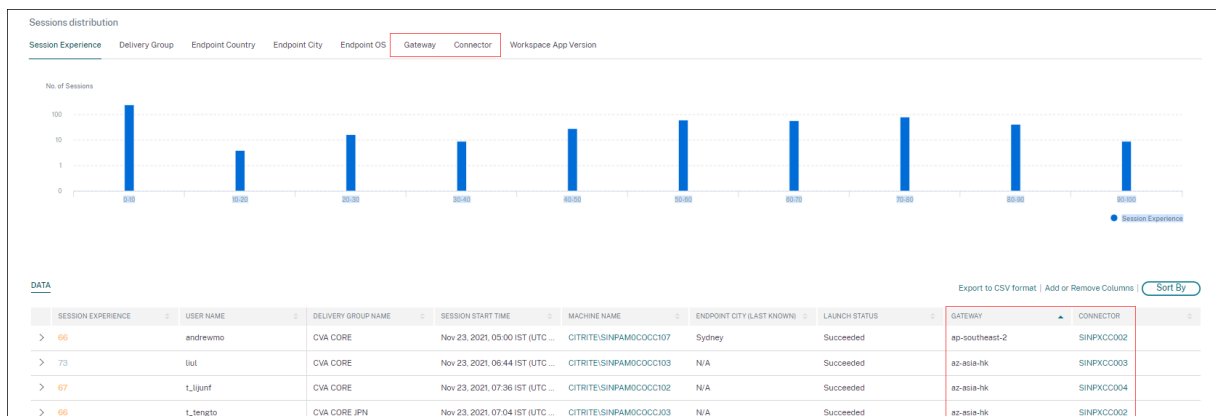 Sessions distribution
Session Experience Delivery Group Endpoint Country Endpoint City Endpoint OS Gateway Connector Workspace App Version
No. of Sessions
100
10
1
0
0-10 10-20 20-30 30-40 40-50 50-60 60-70 70-80 80-90 90-100
Session Experience
DATA
Export to CSV format | Add or Remove Columns | Sort By
SESSION EXPERIENCE USER NAME DELIVERY GROUP NAME SESSION START TIME MACHINE NAME ENDPOINT CITY (LAST KNOWN) LAUNCH STATUS GATEWAY CONNECTOR
66 andrewmo CVA CORE Nov 23, 2021, 05:00 IST (UTC ... CITRITE\SINPAM0COCC107 Sydney Succeeded ap-southeast-2 SINPXCC002
73 liul CVA CORE Nov 23, 2021, 06:44 IST (UTC ... CITRITE\SINPAM0COCC103 N/A Succeeded az-asia-hk SINPXCC003
67 t_lijunf CVA CORE Nov 23, 2021, 07:36 IST (UTC ... CITRITE\SINPAM0COCC102 N/A Succeeded az-asia-hk SINPXCC004
66 t_tengto CVA CORE JPN Nov 23, 2021, 07:04 IST (UTC ... CITRITE\SINPAM0COCCJ03 N/A Succeeded az-asia-hk SINPXCC002